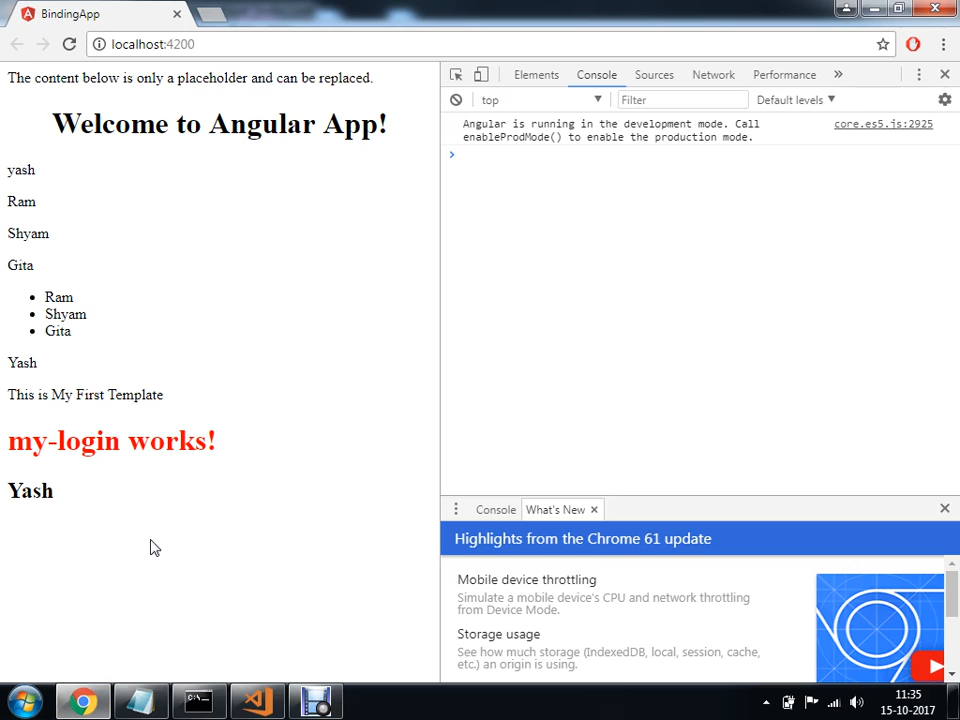 BindingApp
localhost:4200
The content below is only a placeholder and can be replaced.
Welcome to Angular App!
yash
Ram
Shyam
Gita
Ram
Shyam
Gita
Yash
This is My First Template
my-login works!
Yash
Elements Console Sources Network Performance »
top Filter Default levels
Angular is running in the development mode. Call core.es5.js:2925
enableProdMode() to enable the production mode.
Console What's New
Highlights from the Chrome 61 update
Mobile device throttling
Simulate a mobile device's CPU and network throttling
from Device Mode.
Storage usage
See how much storage (IndexedDB, local, session, cache,
etc.) an origin is using.
11:35
15-10-2017